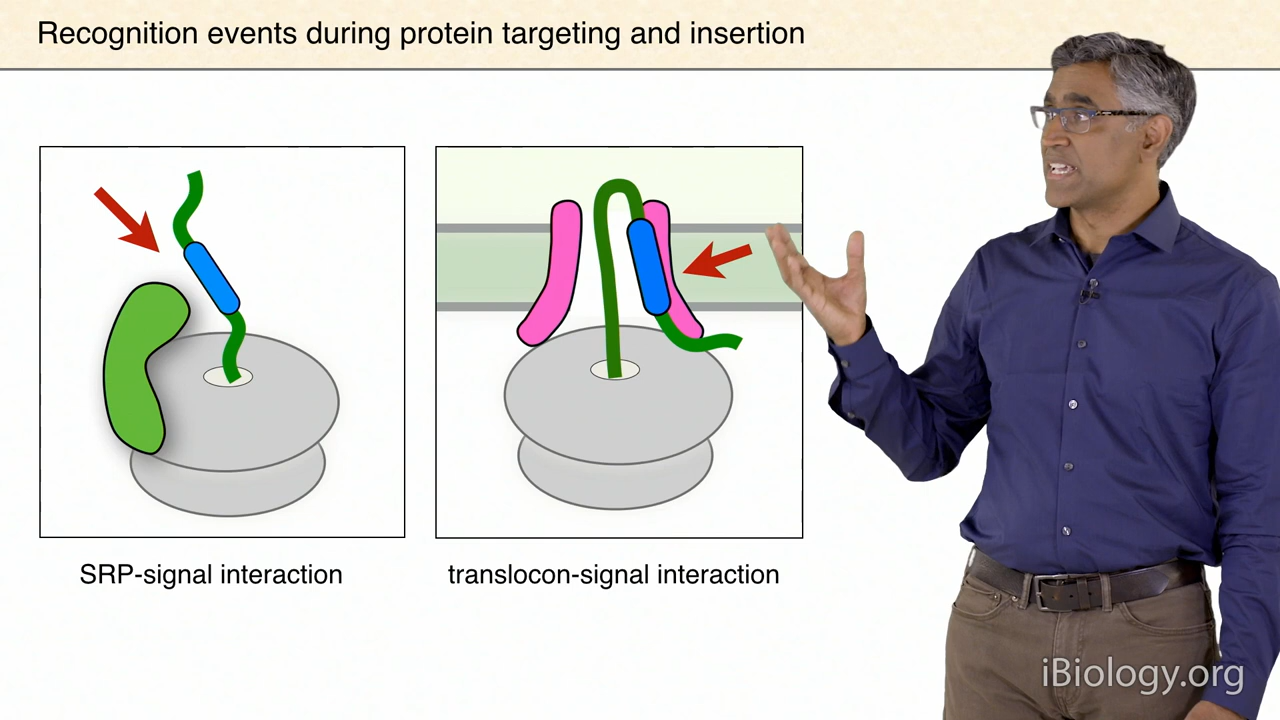 Recognition events during protein targeting and insertion
SRP-signal interaction
translocon-signal interaction
iBiology.org